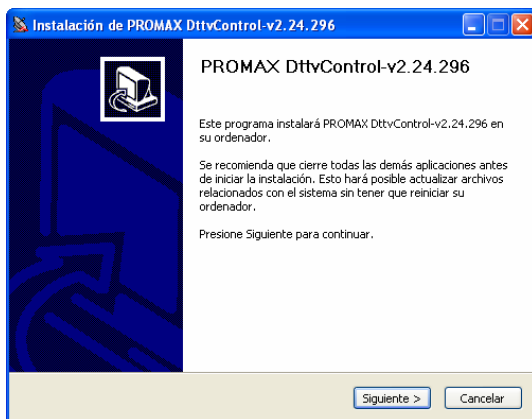 Instalación de PROMAX DttvControl-v2.24.296
PROMAX DttvControl-v2.24.296
Este programa instalará PROMAX DttvControl-v2.24.296 en
su ordenador.
Se recomienda que cierre todas las demás aplicaciones antes
de iniciar la instalación. Esto hará posible actualizar archivos
relacionados con el sistema sin tener que reiniciar su
ordenador.
Presione Siguiente para continuar.
Siguiente >
Cancelar